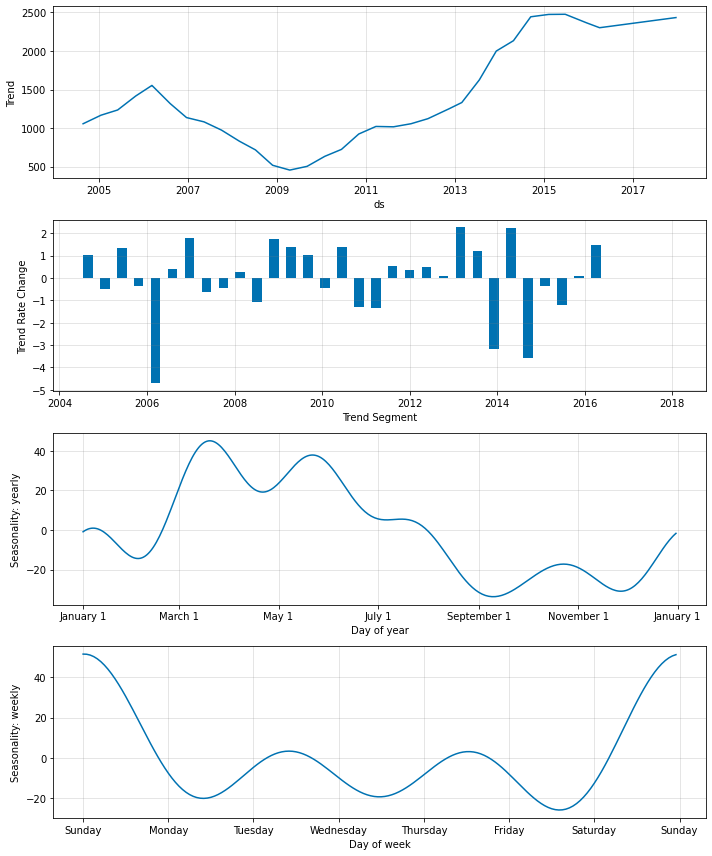 2500
2000
1500
1000
500
Trend
2005 2007 2009 2011 2013 2015 2017
ds
2
1
0
−1
−2
−3
−4
−5
Trend Rate Change
2004 2006 2008 2010 2012 2014 2016 2018
Trend Segment
40
20
0
−20
Seasonality: yearly
January 1 March 1 May 1 July 1 September 1 November 1 January 1
Day of year
40
20
0
−20
Seasonality: weekly
Sunday Monday Tuesday Wednesday Thursday Friday Saturday Sunday
Day of week